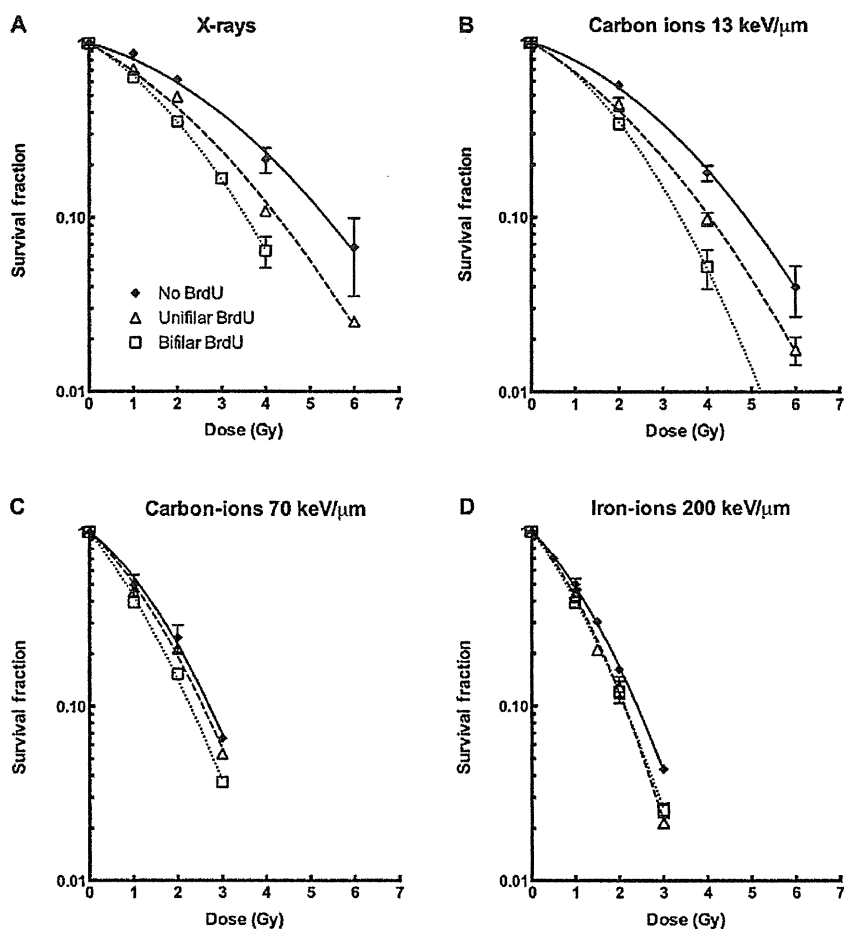 A
X-rays
Survival fraction
0.10
0.01
No BrdU
Unifilar BrdU
Bifilar BrdU
0 1 2 3 4 5 6 7
Dose (Gy)
B
Carbon ions 13 keV/μm
Survival fraction
0.10
0.01
0 1 2 3 4 5 6 7
Dose (Gy)
C
Carbon-ions 70 keV/μm
Survival fraction
0.10
0.01
0 1 2 3 4 5 6 7
Dose (Gy)
D
Iron-ions 200 keV/μm
Survival fraction
0.10
0.01
0 1 2 3 4 5 6 7
Dose (Gy)